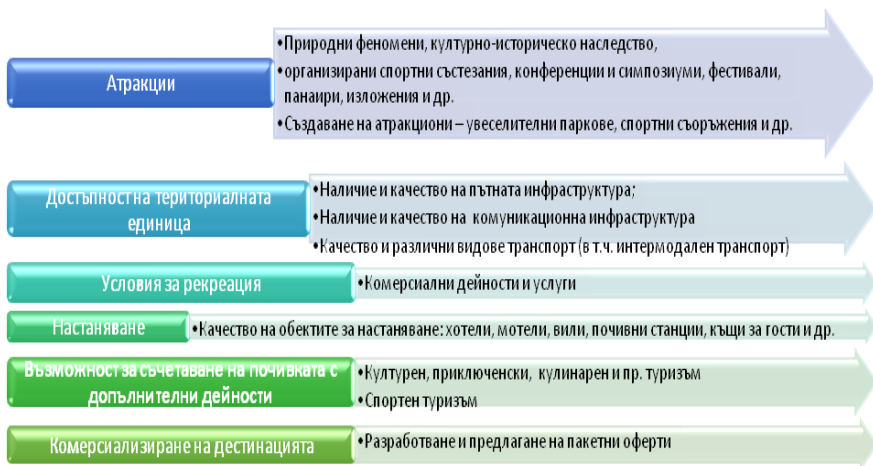 Атракции
•Природни феномени, културно-историческо наследство,
•организирани спортни състезания, конференции и симпозиуми, фестивали,
панаири, изложения и др.
•Създаване на атракциони – увеселителни паркове, спортни съоръжения и др.
Достъпност на териториалната
единица
•Наличие и качество на пътната инфраструктура;
•Наличие и качество на комуникационна инфраструктура
•Качество и различни видове транспорт (в т.ч. интермодален транспорт)
Условия за рекреация
•Комерсиални дейности и услуги
Настаняване
•Качество на обектите за настаняване: хотели, мотели, вили, почивни станции, къщи за гости и др.
Възможност за съчетаване на почивката с
допълнителни дейности
•Културен, приключенски, кулинарен и пр. туризъм
•Спортен туризъм
Комерсиализиране на дестинацията
•Разработване и предлагане на пакетни оферти